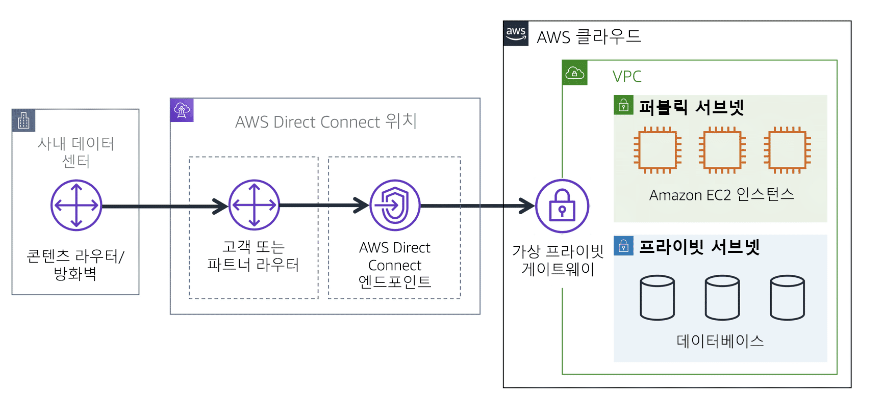 aws
AWS 클라우드
VPC
퍼블릭 서브넷
Amazon EC2 인스턴스
프라이빗 서브넷
데이터베이스
가상 프라이빗
게이트웨이
AWS Direct Connect 위치
고객 또는
파트너 라우터
AWS Direct
Connect
엔드포인트
사내 데이터
센터
콘텐츠 라우터/
방화벽